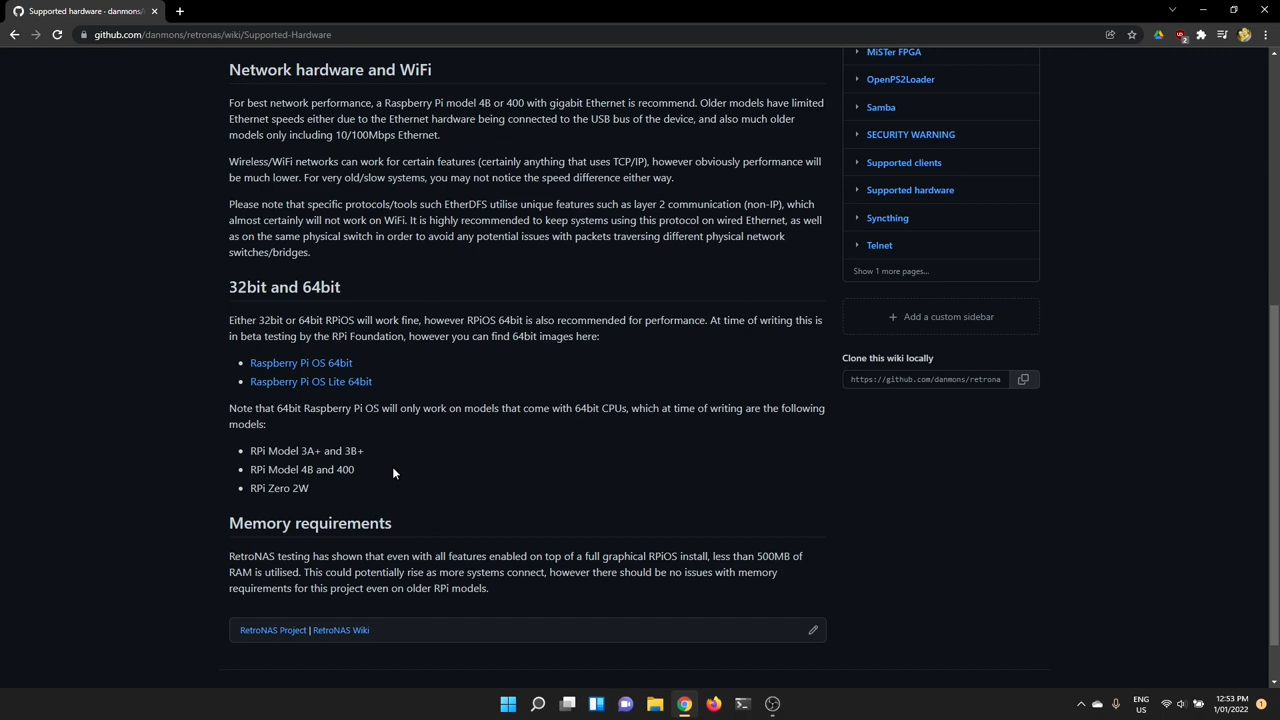 Supported hardware - danmons/
github.com/danmons/retronas/wiki/Supported-Hardware
2
Network hardware and WiFi
For best network performance, a Raspberry Pi model 4B or 400 with gigabit Ethernet is recommend. Older models have limited
Ethernet speeds either due to the Ethernet hardware being connected to the USB bus of the device, and also much older
models only including 10/100Mbps Ethernet.
Wireless/WiFi networks can work for certain features (certainly anything that uses TCP/IP), however obviously performance will
be much lower. For very old/slow systems, you may not notice the speed difference either way.
Please note that specific protocols/tools such EtherDFS utilise unique features such as layer 2 communication (non-IP), which
almost certainly will not work on WiFi. It is highly recommended to keep systems using this protocol on wired Ethernet, as well
as on the same physical switch in order to avoid any potential issues with packets traversing different physical network
switches/bridges.
32bit and 64bit
Either 32bit or 64bit RPiOS will work fine, however RPiOS 64bit is also recommended for performance. At time of writing this is
in beta testing by the RPi Foundation, however you can find 64bit images here:
• Raspberry Pi OS 64bit
• Raspberry Pi OS Lite 64bit
Note that 64bit Raspberry Pi OS will only work on models that come with 64bit CPUs, which at time of writing are the following
models:
• RPi Model 3A+ and 3B+
• RPi Model 4B and 400
• RPi Zero 2W
Memory requirements
RetroNAS testing has shown that even with all features enabled on top of a full graphical RPiOS install, less than 500MB of
RAM is utilised. This could potentially rise as more systems connect, however there should be no issues with memory
requirements for this project even on older RPi models.
RetroNAS Project | RetroNAS Wiki
MiSTer FPGA
OpenPS2Loader
Samba
SECURITY WARNING
Supported clients
Supported hardware
Syncthing
Telnet
Show 1 more pages...
+ Add a custom sidebar
Clone this wiki locally
https://github.com/danmons/retrona
ENG
US
12:53 PM
1/01/2022
1